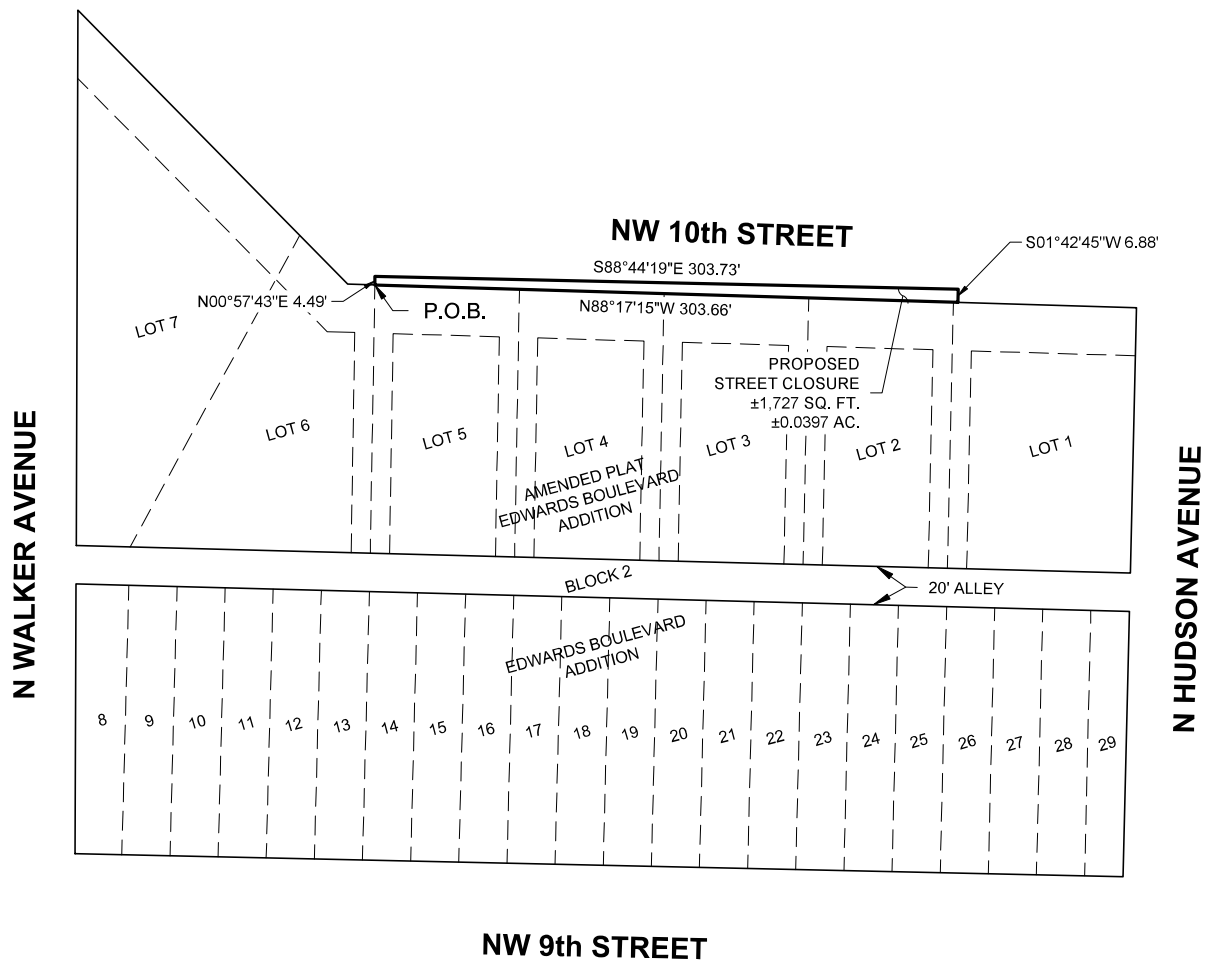 NW 10th STREET
S01°42'45"W 6.88'
S88°44'19"E 303.73'
N00°57'43"E 4.49'
P.O.B.
N88°17'15"W 303.66'
LOT 7
PROPOSED
STREET CLOSURE
±1,727 SQ. FT.
±0.0397 AC.
LOT 6
LOT 5
LOT 4
LOT 3
LOT 2
LOT 1
AMENDED PLAT
EDWARDS BOULEVARD
ADDITION
N WALKER AVENUE
N HUDSON AVENUE
BLOCK 2
20' ALLEY
EDWARDS BOULEVARD
ADDITION
8 9 10 11 12 13 14 15 16 17 18 19 20 21 22 23 24 25 26 27 28 29
NW 9th STREET